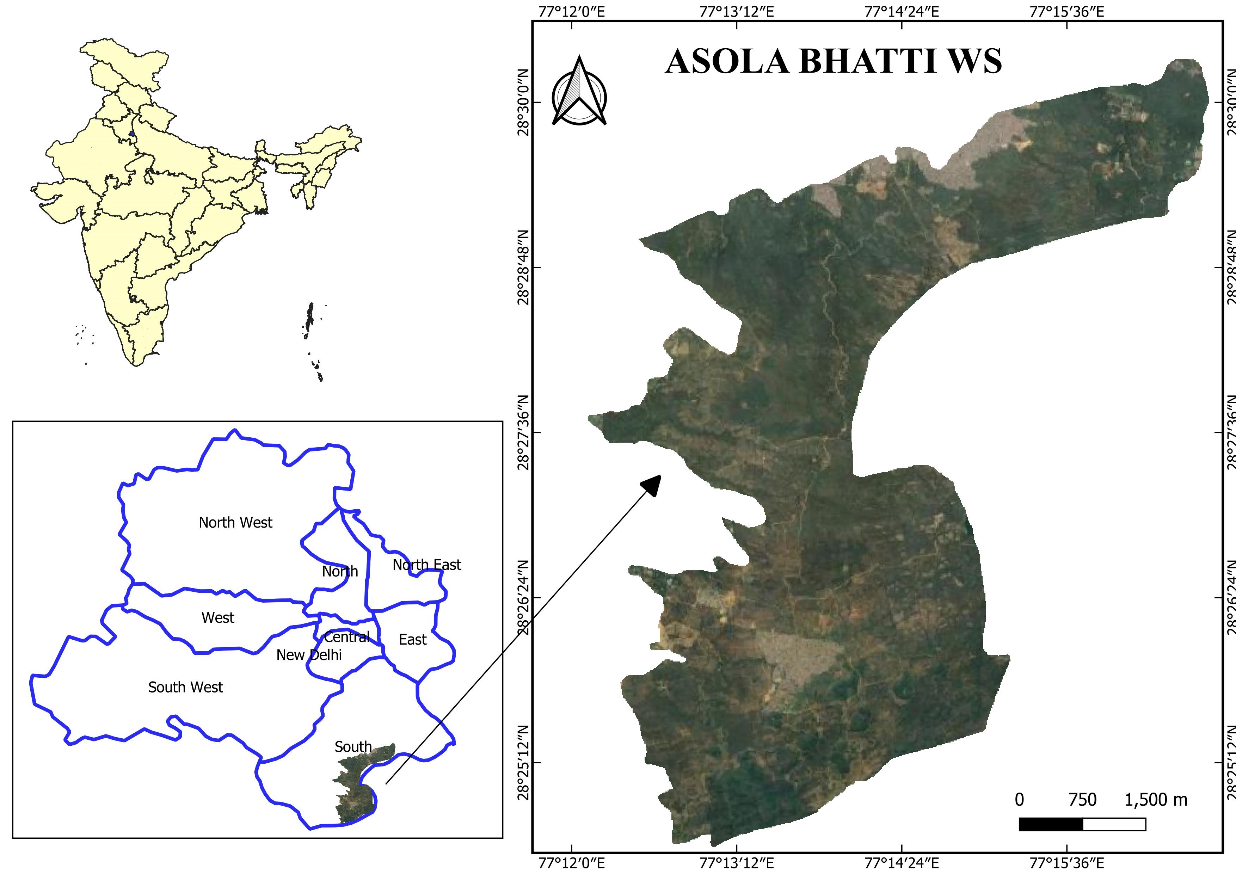 77°12′0″E 77°13′12″E 77°14′24″E 77°15′36″E
ASOLA BHATTI WS
28°30′0″N
28°28′48″N
28°27′36″N
28°26′24″N
28°25′12″N
28°30′0″N
28°28′48″N
28°27′36″N
28°26′24″N
28°25′12″N
North West
North
North East
West
Central
East
New Delhi
South West
South
0 750 1,500 m
77°12′0″E 77°13′12″E 77°14′24″E 77°15′36″E